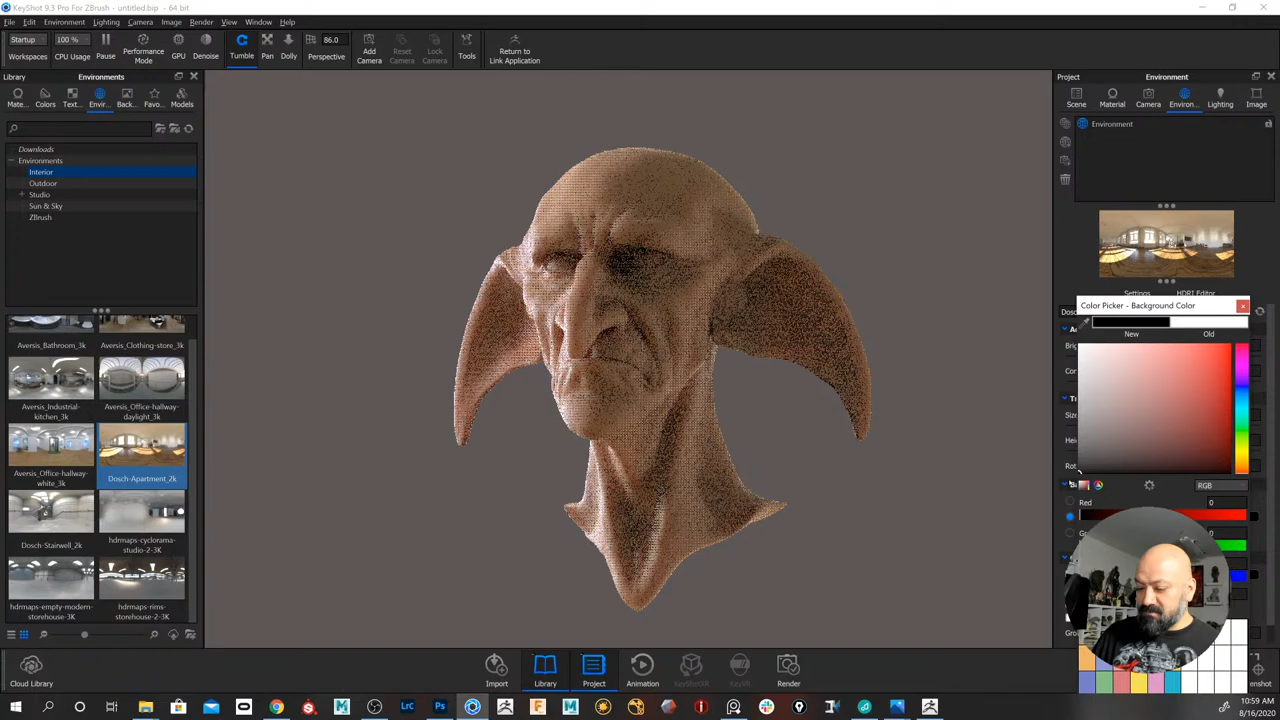 KeyShot 9.3 Pro For ZBrush - untitled.bip - 64 bit
File Edit Environment Lighting Camera Image Render View Window Help
Startup 100 % 86.0
Workspaces CPU Usage Pause Performance Mode GPU Denoise Tumble Pan Dolly Perspective Add Camera Reset Camera Lock Camera Tools Return to Link Application
Library Environments
Mate... Colors Text... Envir... Back... Favo... Models
Downloads
Environments
Interior
Outdoor
Studio
Sun & Sky
ZBrush
Aversis_Bathroom_3k Aversis_Clothing-store_3k
Aversis_Industrial-kitchen_3k Aversis_Office-hallway-daylight_3k
Aversis_Office-hallway-white_3k Dosch-Apartment_2k
Dosch-Stairwell_2k hdrmaps-cyclorama-studio-2-3K
hdrmaps-empty-modern-storehouse-3K hdrmaps-rims-storehouse-2-3K
Project Environment
Scene Material Camera Environ... Lighting Image
Environment
Settings HDRI Editor
Color Picker - Background Color
New Old
RGB
Red 0
0
Cloud Library Import Library Project Animation KeyShotXR KeyVR Render
LrC Ps
10:59 AM
8/16/2020